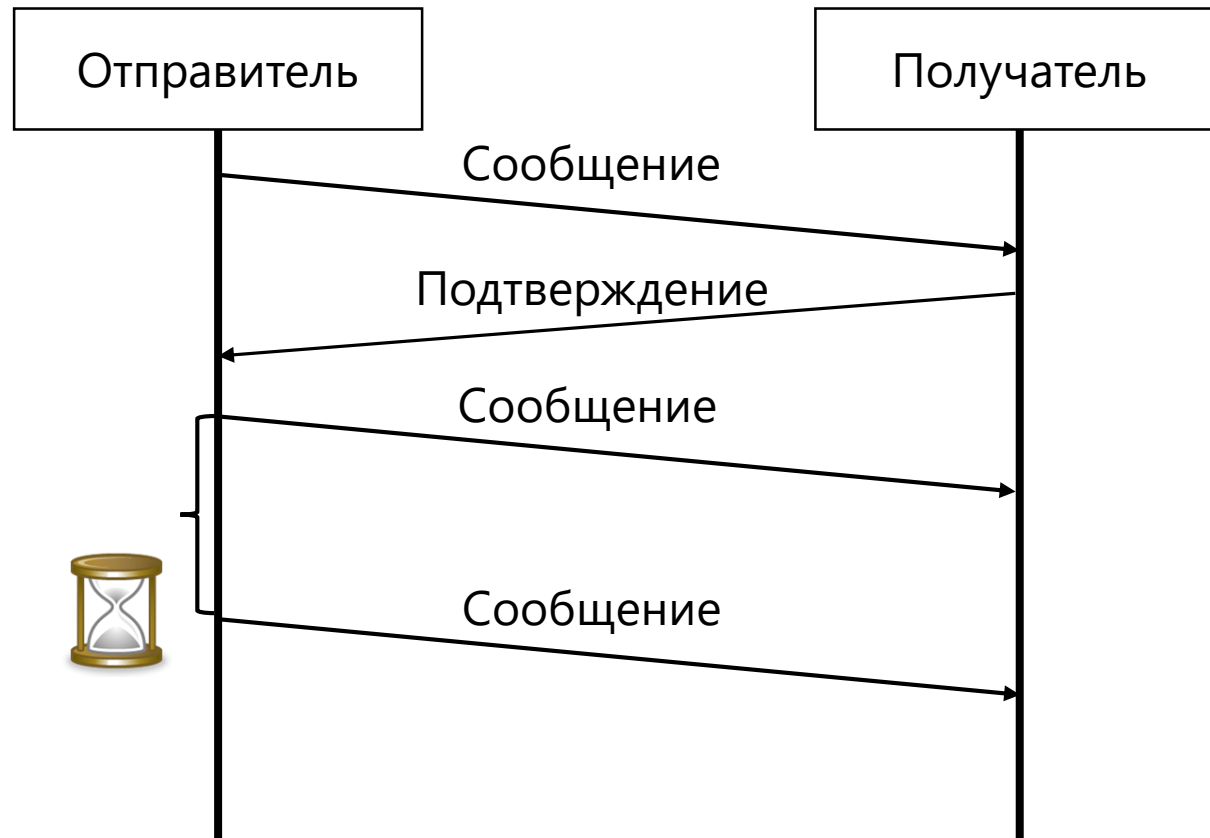 Отправитель
Получатель
Сообщение
Подтверждение
Сообщение
Сообщение